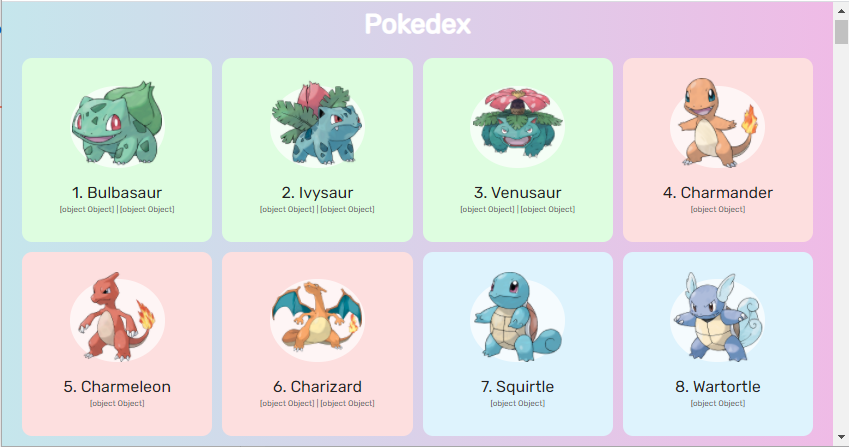 Pokedex
1. Bulbasaur
[object Object] | [object Object]
2. Ivysaur
[object Object] | [object Object]
3. Venusaur
[object Object] | [object Object]
4. Charmander
[object Object]
5. Charmeleon
[object Object]
6. Charizard
[object Object] | [object Object]
7. Squirtle
[object Object]
8. Wartortle
[object Object]